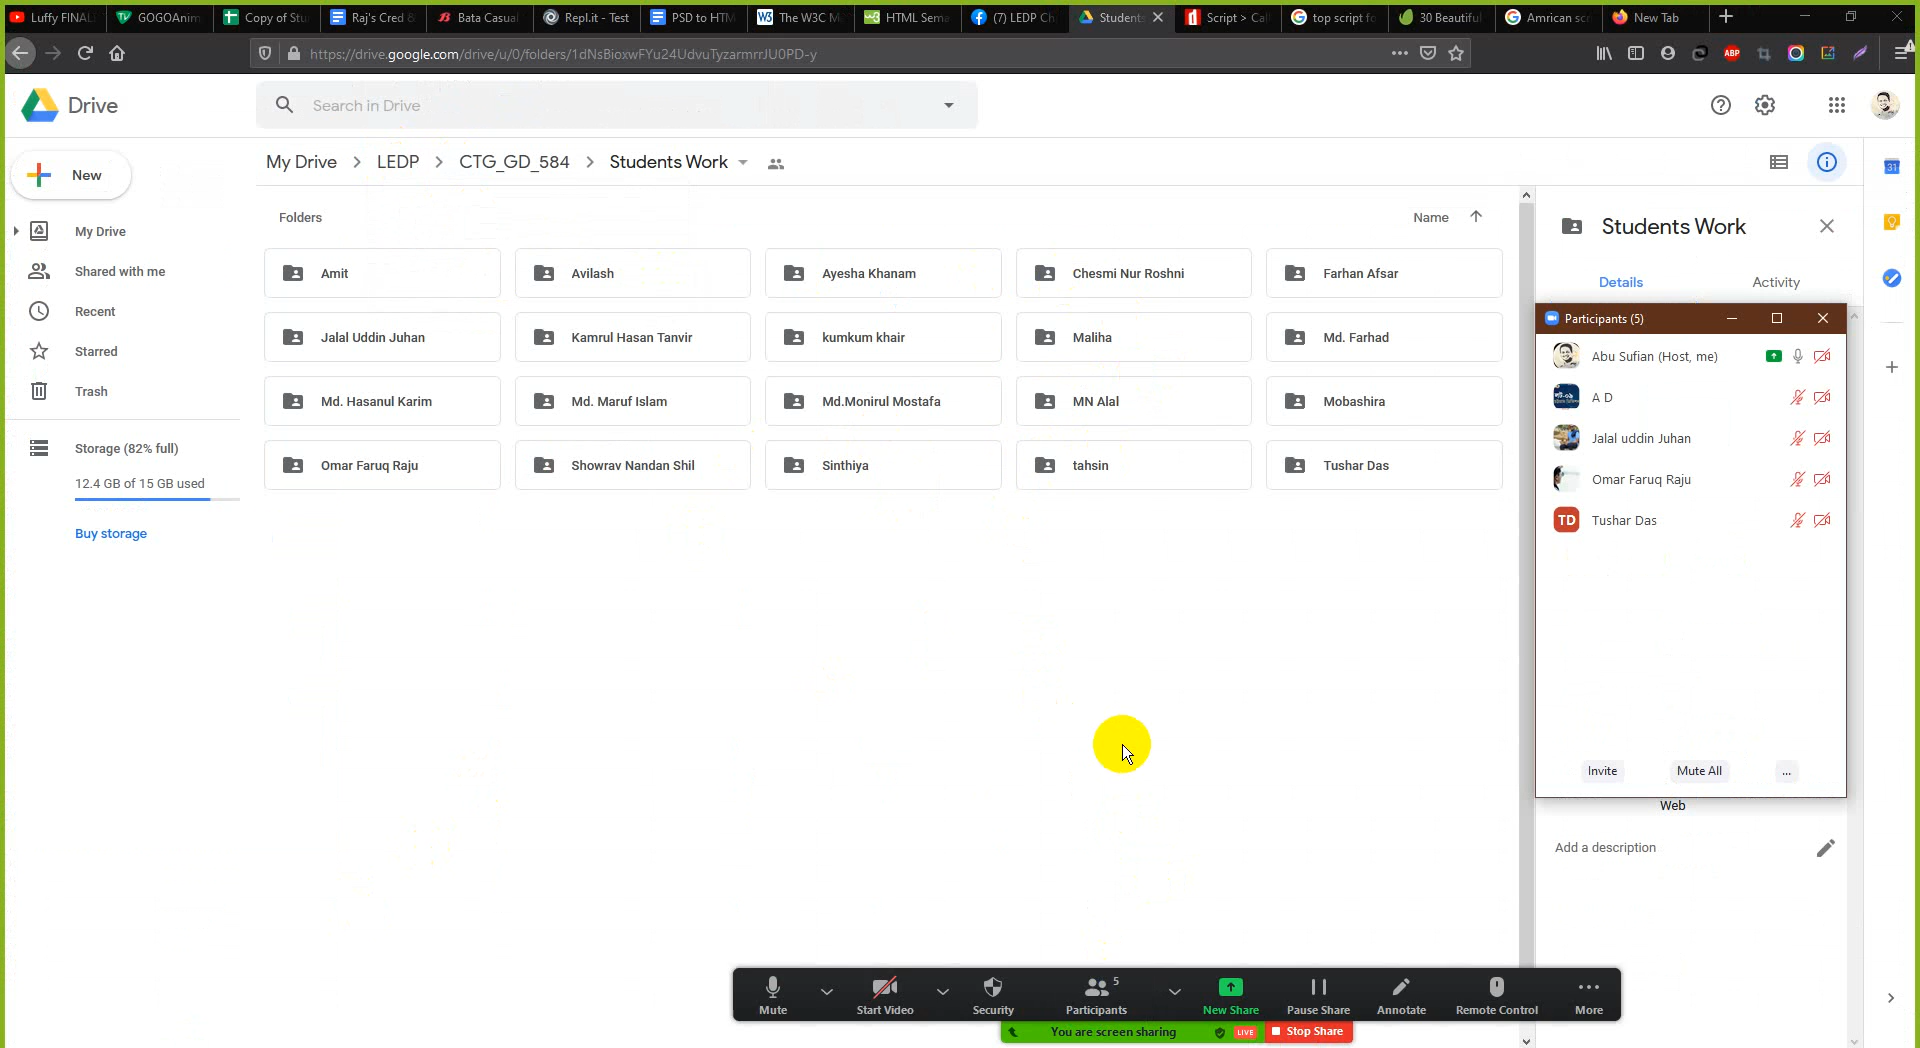 Luffy FINAL
GOGOAnim
Copy of Stu
Raj's Cred &
Bata Casual
Repl.it - Test
PSD to HTM
The W3C M
HTML Sema
(7) LEDP Ch
Students
Script > Call
top script fo
30 Beautiful
Amrican scr
New Tab
https://drive.google.com/drive/u/0/folders/1dNsBioxwFYu24UdvuTyzarmrrJU0PD-y
ABP
Drive
Search in Drive
New
My Drive > LEDP > CTG_GD_584 > Students Work
31
My Drive
Shared with me
Recent
Starred
Trash
Storage (82% full)
12.4 GB of 15 GB used
Buy storage
Folders
Name
Amit
Avilash
Ayesha Khanam
Chesmi Nur Roshni
Farhan Afsar
Jalal Uddin Juhan
Kamrul Hasan Tanvir
kumkum khair
Maliha
Md. Farhad
Md. Hasanul Karim
Md. Maruf Islam
Md.Monirul Mostafa
MN Alal
Mobashira
Omar Faruq Raju
Showrav Nandan Shil
Sinthiya
tahsin
Tushar Das
Students Work
Details
Activity
Participants (5)
Abu Sufian (Host, me)
A D
Jalal uddin Juhan
Omar Faruq Raju
TD Tushar Das
Invite
Mute All
...
Web
Add a description
Mute
Start Video
Security
5
Participants
New Share
Pause Share
Annotate
Remote Control
More
You are screen sharing
LIVE
Stop Share